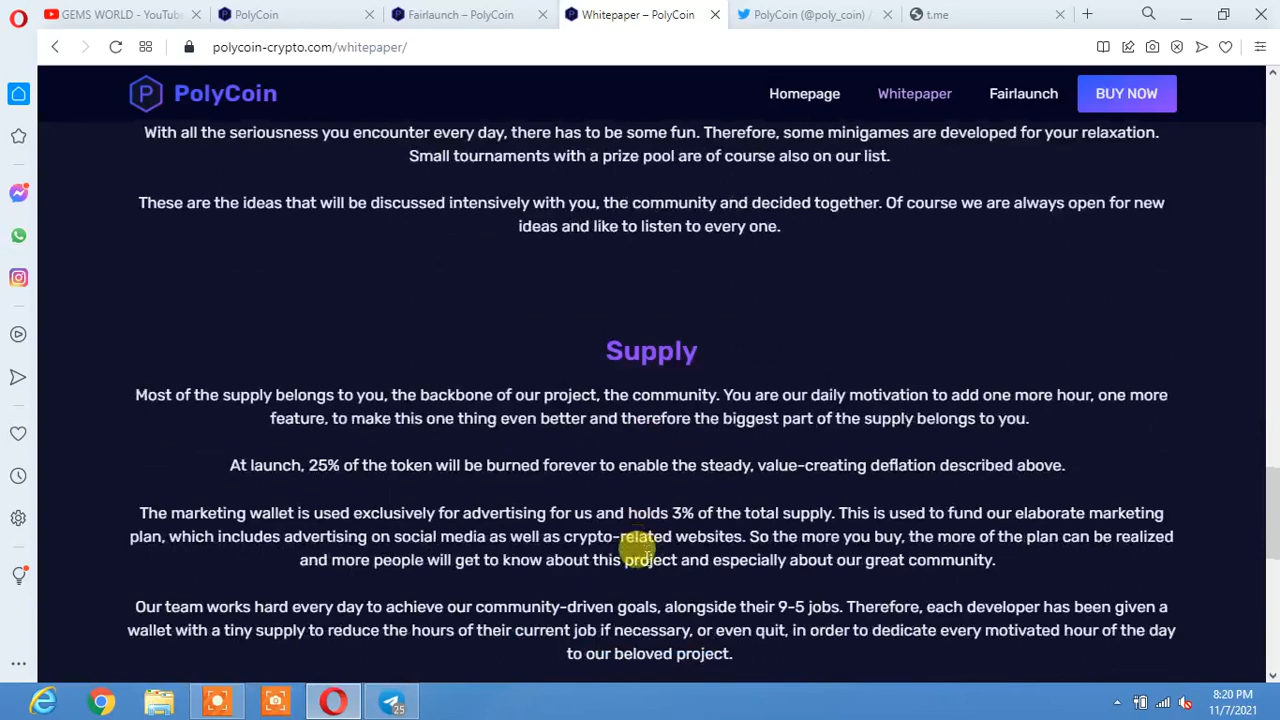 GEMS WORLD - YouTube
PolyCoin
Fairlaunch – PolyCoin
Whitepaper – PolyCoin
PolyCoin (@poly_coin) /
t.me
polycoin-crypto.com/whitepaper/
PolyCoin
Homepage
Whitepaper
Fairlaunch
BUY NOW
With all the seriousness you encounter every day, there has to be some fun. Therefore, some minigames are developed for your relaxation.
Small tournaments with a prize pool are of course also on our list.
These are the ideas that will be discussed intensively with you, the community and decided together. Of course we are always open for new
ideas and like to listen to every one.
Supply
Most of the supply belongs to you, the backbone of our project, the community. You are our daily motivation to add one more hour, one more
feature, to make this one thing even better and therefore the biggest part of the supply belongs to you.
At launch, 25% of the token will be burned forever to enable the steady, value-creating deflation described above.
The marketing wallet is used exclusively for advertising for us and holds 3% of the total supply. This is used to fund our elaborate marketing
plan, which includes advertising on social media as well as crypto-related websites. So the more you buy, the more of the plan can be realized
and more people will get to know about this project and especially about our great community.
Our team works hard every day to achieve our community-driven goals, alongside their 9-5 jobs. Therefore, each developer has been given a
wallet with a tiny supply to reduce the hours of their current job if necessary, or even quit, in order to dedicate every motivated hour of the day
to our beloved project.
25
8:20 PM
11/7/2021